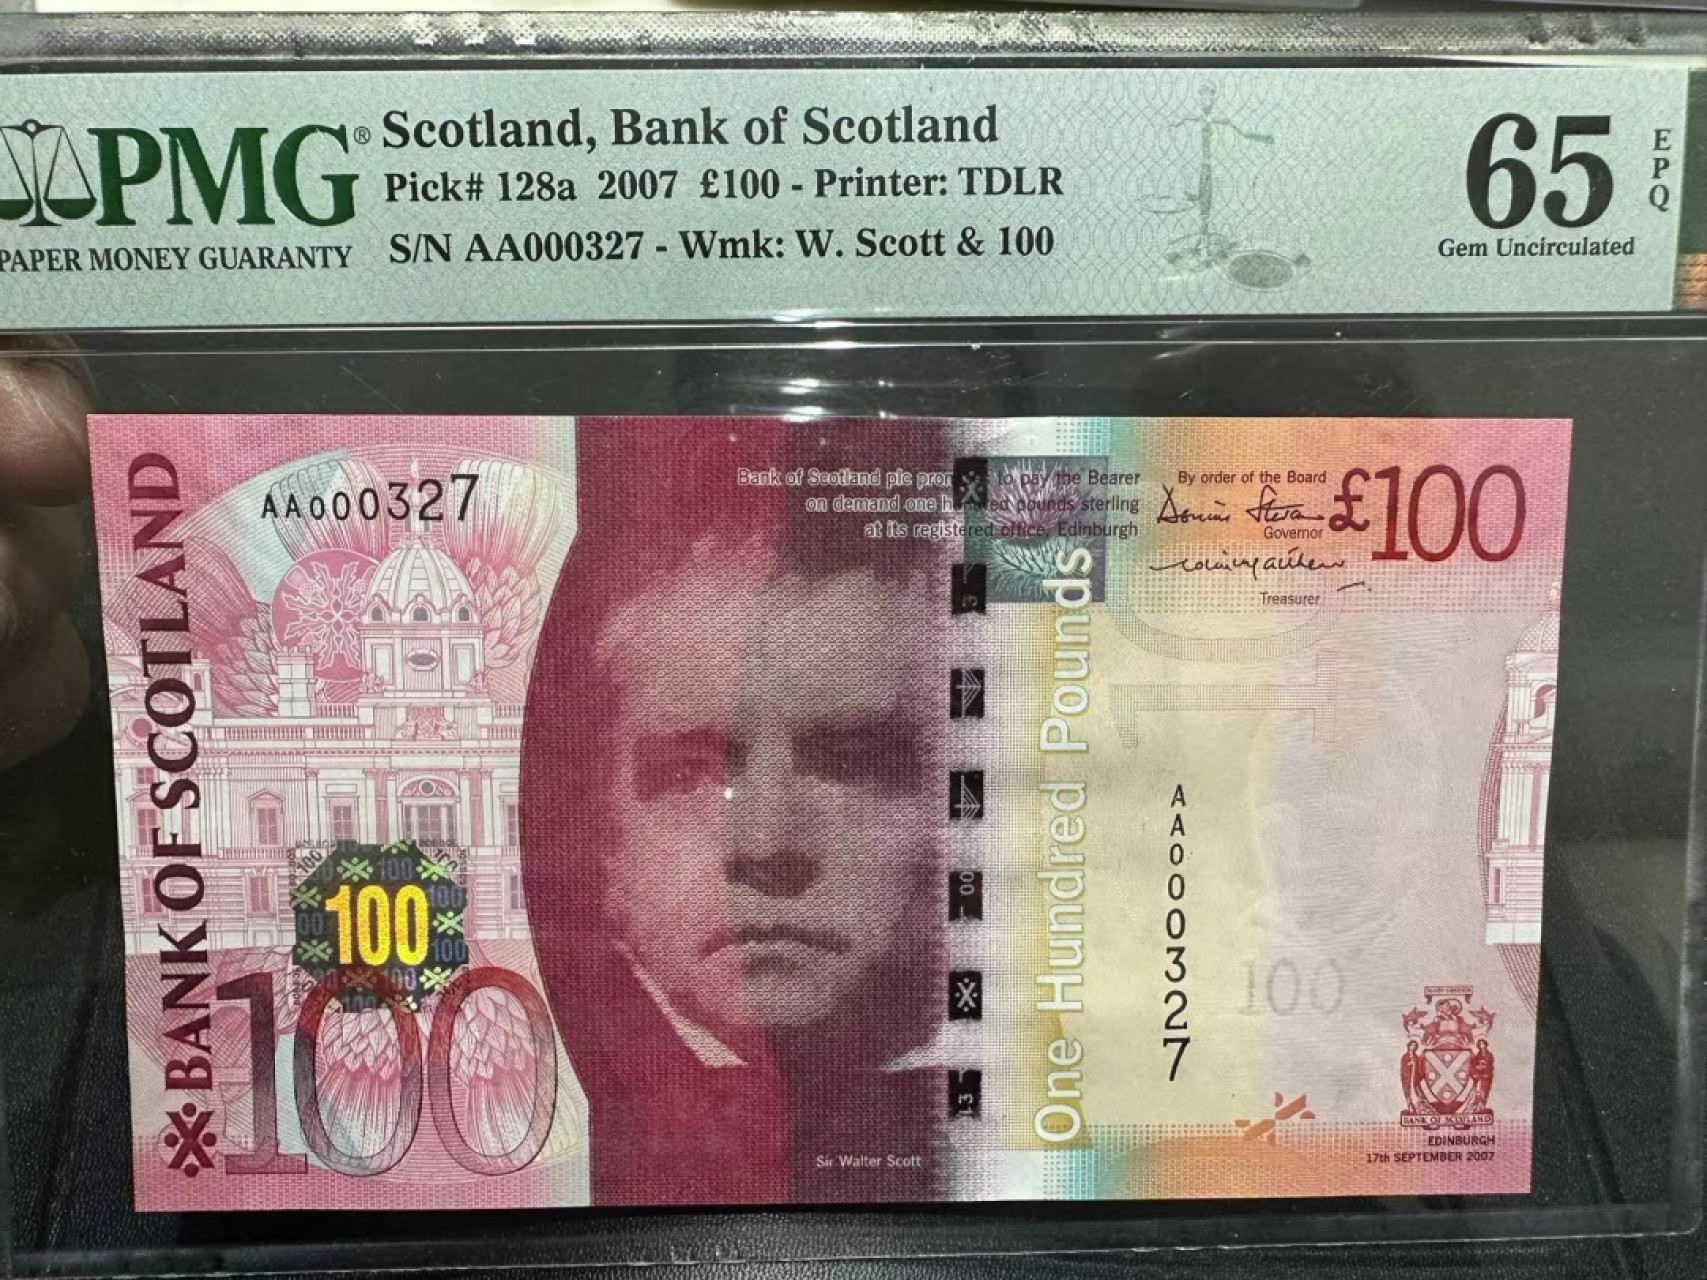 PMG®
PAPER MONEY GUARANTY
Scotland, Bank of Scotland
Pick# 128a 2007 £100 - Printer: TDLR
S/N AA000327 - Wmk: W. Scott & 100
65
EPQ
Gem Uncirculated
BANK OF SCOTLAND
AA000327
100
100
Sir Walter Scott
to pay the Bearer
on demand one
pounds sterling
at its registered office, Edinburgh
By order of the Board
Governor
Treasurer
£100
One Hundred Pounds
AA000327
100
BANK OF SCOTLAND
EDINBURGH
17th SEPTEMBER 2007